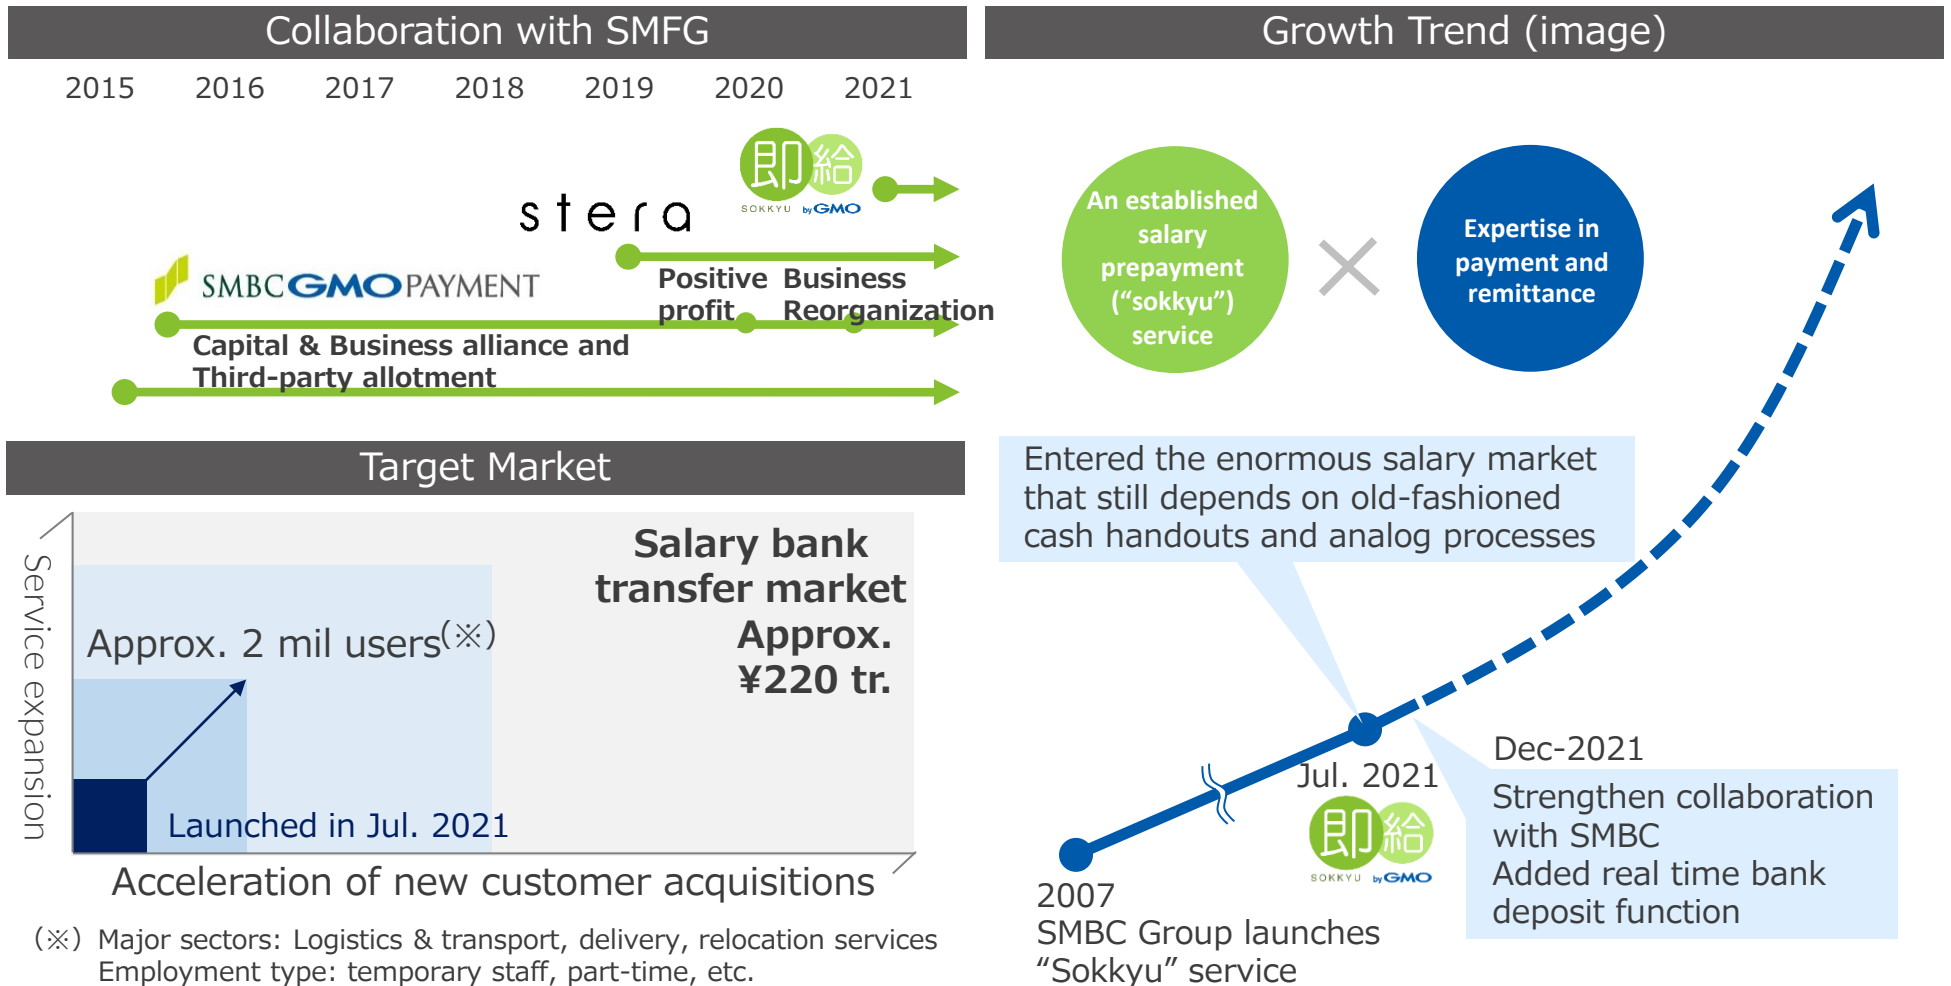 Collaboration with SMFG
2015 2016 2017 2018 2019 2020 2021
即給
SOKKYU by GMO
stera
SMBC GMO PAYMENT
Positive profit
Business Reorganization
Capital & Business alliance and
Third-party allotment
Target Market
Service expansion
Salary bank
transfer market
Approx.
¥220 tr.
Approx. 2 mil users(※)
Launched in Jul. 2021
Acceleration of new customer acquisitions
(※) Major sectors: Logistics & transport, delivery, relocation services
Employment type: temporary staff, part-time, etc.
Growth Trend (image)
An established
salary
prepayment
(“sokkyu”)
service
×
Expertise in
payment and
remittance
Entered the enormous salary market
that still depends on old-fashioned
cash handouts and analog processes
Jul. 2021
即給
SOKKYU by GMO
Dec-2021
Strengthen collaboration
with SMBC
Added real time bank
deposit function
2007
SMBC Group launches
“Sokkyu” service